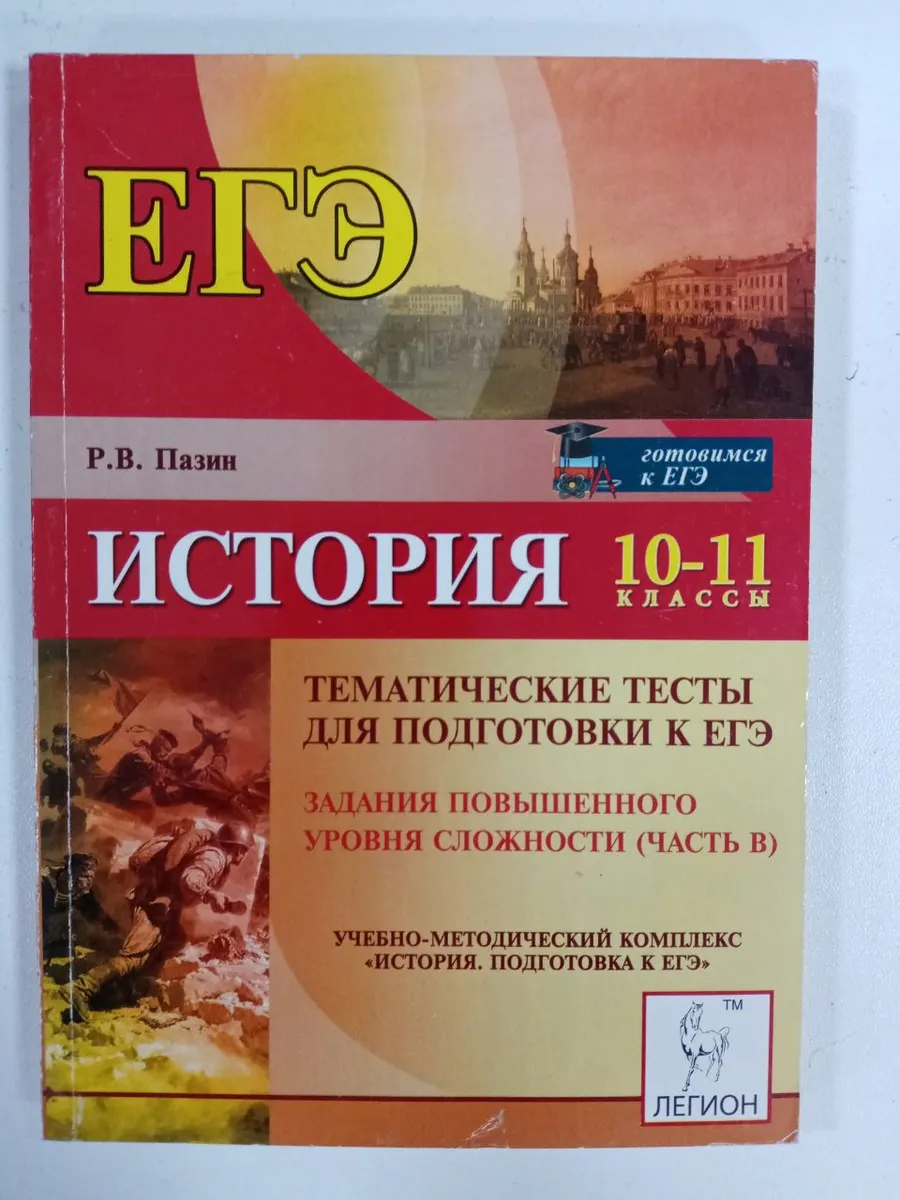 ЕГЭ
Р.В. Пазин
готовимся
к ЕГЭ
ИСТОРИЯ
10-11
КЛАССЫ
ТЕМАТИЧЕСКИЕ ТЕСТЫ
ДЛЯ ПОДГОТОВКИ К ЕГЭ
ЗАДАНИЯ ПОВЫШЕННОГО
УРОВНЯ СЛОЖНОСТИ (ЧАСТЬ В)
УЧЕБНО-МЕТОДИЧЕСКИЙ КОМПЛЕКС
«ИСТОРИЯ. ПОДГОТОВКА К ЕГЭ»
TM
ЛЕГИОН